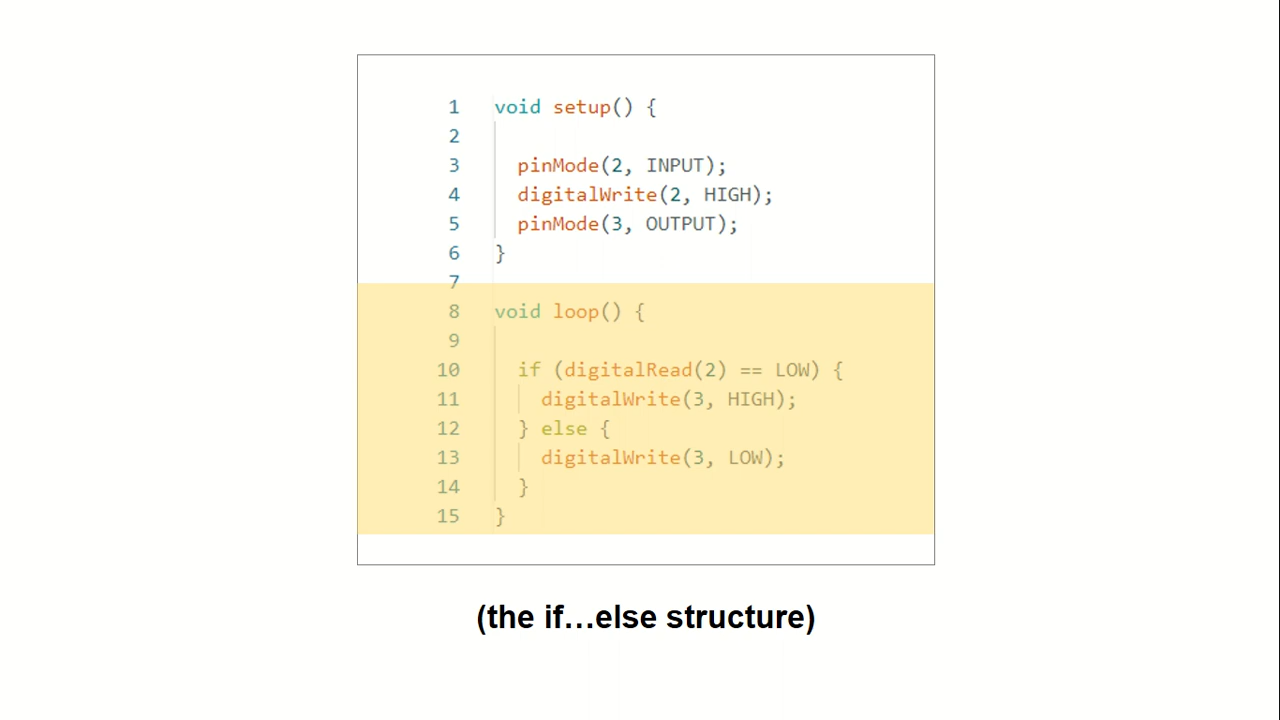 1 void setup() {
2
3 pinMode(2, INPUT);
4 digitalWrite(2, HIGH);
5 pinMode(3, OUTPUT);
6 }
7
8 void loop() {
9
10 if (digitalRead(2) == LOW) {
11 digitalWrite(3, HIGH);
12 } else {
13 digitalWrite(3, LOW);
14 }
15 }
(the if…else structure)